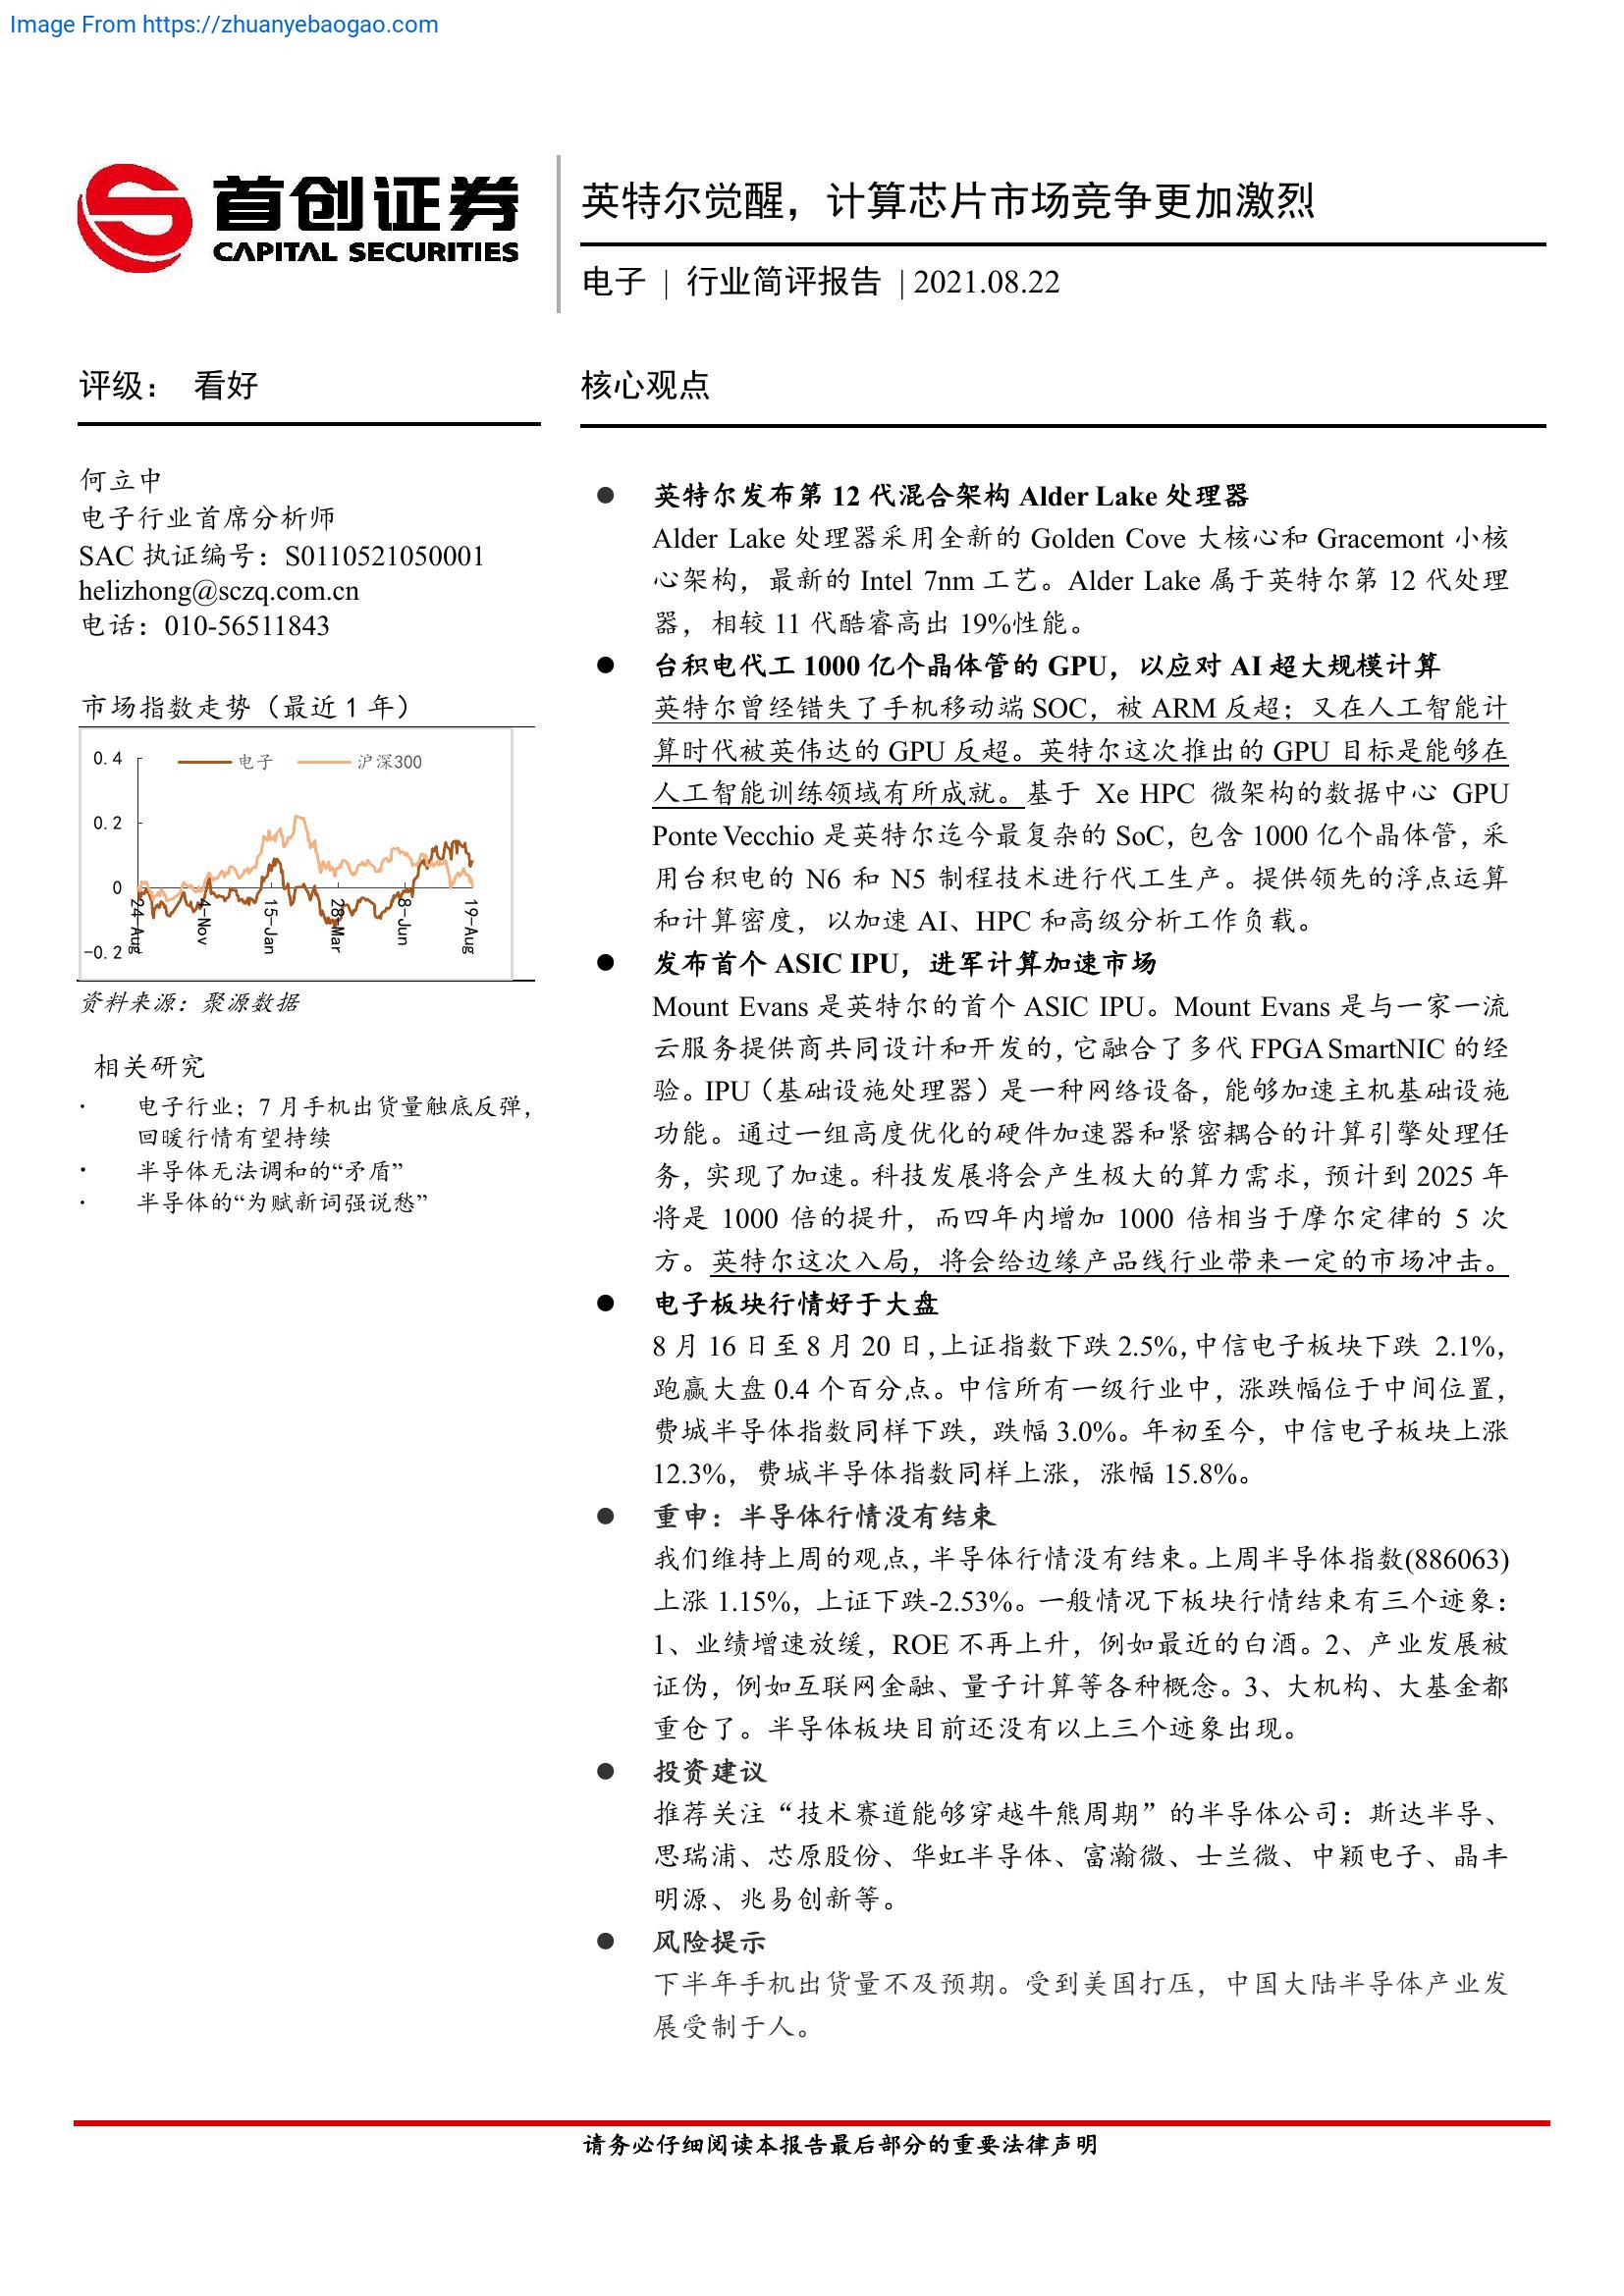 Image From https://zhuanyebaogao.com
首创证券
CAPITAL SECURITIES
英特尔觉醒，计算芯片市场竞争更加激烈
电子 | 行业简评报告 | 2021.08.22
评级： 看好
何立中
电子行业首席分析师
SAC 执证编号：S0110521050001
helizhong@sczq.com.cn
电话：010-56511843
市场指数走势（最近 1 年）
电子 沪深300
0.4
0.2
0
-0.2
24-Aug
4-Nov
15-Jan
28-Mar
8-Jun
19-Aug
资料来源：聚源数据
相关研究
· 电子行业；7 月手机出货量触底反弹，
回暖行情有望持续
· 半导体无法调和的“矛盾”
· 半导体的“为赋新词强说愁”
核心观点
● 英特尔发布第 12 代混合架构 Alder Lake 处理器
Alder Lake 处理器采用全新的 Golden Cove 大核心和 Gracemont 小核
心架构，最新的 Intel 7nm 工艺。Alder Lake 属于英特尔第 12 代处理
器，相较 11 代酷睿高出 19%性能。
● 台积电代工 1000 亿个晶体管的 GPU，以应对 AI 超大规模计算
英特尔曾经错失了手机移动端 SOC，被 ARM 反超；又在人工智能计
算时代被英伟达的 GPU 反超。英特尔这次推出的 GPU 目标是能够在
人工智能训练领域有所成就。基于 Xe HPC 微架构的数据中心 GPU
Ponte Vecchio 是英特尔迄今最复杂的 SoC，包含 1000 亿个晶体管，采
用台积电的 N6 和 N5 制程技术进行代工生产。提供领先的浮点运算
和计算密度，以加速 AI、HPC 和高级分析工作负载。
● 发布首个 ASIC IPU，进军计算加速市场
Mount Evans 是英特尔的首个 ASIC IPU。Mount Evans 是与一家一流
云服务提供商共同设计和开发的，它融合了多代 FPGA SmartNIC 的经
验。IPU（基础设施处理器）是一种网络设备，能够加速主机基础设施
功能。通过一组高度优化的硬件加速器和紧密耦合的计算引擎处理任
务，实现了加速。科技发展将会产生极大的算力需求，预计到 2025 年
将是 1000 倍的提升，而四年内增加 1000 倍相当于摩尔定律的 5 次
方。英特尔这次入局，将会给边缘产品线行业带来一定的市场冲击。
● 电子板块行情好于大盘
8 月 16 日至 8 月 20 日，上证指数下跌 2.5%，中信电子板块下跌 2.1%，
跑赢大盘 0.4 个百分点。中信所有一级行业中，涨跌幅位于中间位置，
费城半导体指数同样下跌，跌幅 3.0%。年初至今，中信电子板块上涨
12.3%，费城半导体指数同样上涨，涨幅 15.8%。
● 重申：半导体行情没有结束
我们维持上周的观点，半导体行情没有结束。上周半导体指数(886063)
上涨 1.15%，上证下跌-2.53%。一般情况下板块行情结束有三个迹象：
1、业绩增速放缓，ROE 不再上升，例如最近的白酒。2、产业发展被
证伪，例如互联网金融、量子计算等各种概念。3、大机构、大基金都
重仓了。半导体板块目前还没有以上三个迹象出现。
● 投资建议
推荐关注“技术赛道能够穿越牛熊周期”的半导体公司：斯达半导、
思瑞浦、芯原股份、华虹半导体、富瀚微、士兰微、中颖电子、晶丰
明源、兆易创新等。
● 风险提示
下半年手机出货量不及预期。受到美国打压，中国大陆半导体产业发
展受制于人。
请务必仔细阅读本报告最后部分的重要法律声明